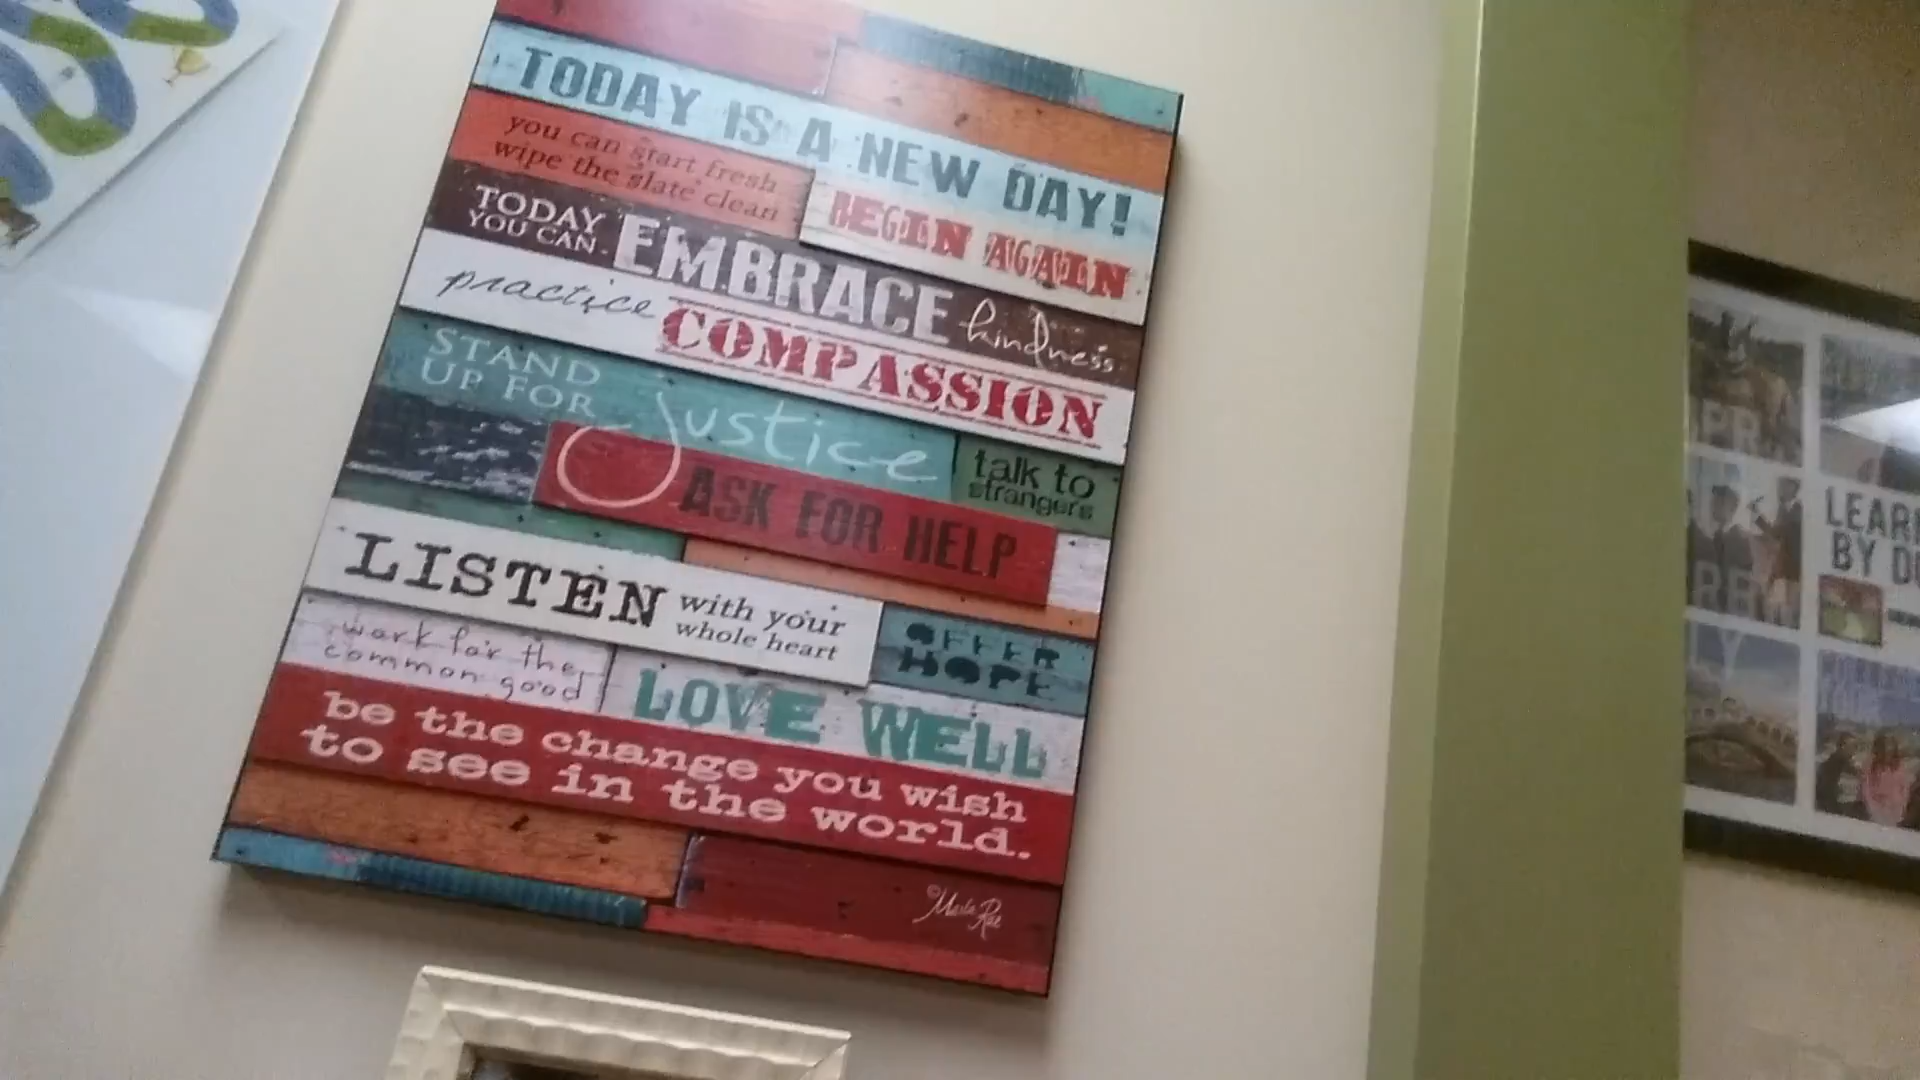 TODAY IS A NEW DAY!
you can start fresh
wipe the slate clean
BEGIN AGAIN
TODAY
YOU CAN
EMBRACE kindness
practice COMPASSION
STAND
UP FOR
Justice
talk to
strangers
ASK FOR HELP
LISTEN with your
whole heart
OFFER
HOPE
work for the
common good
LOVE WELL
be the change you wish
to see in the world.
© Marla Rae
BY